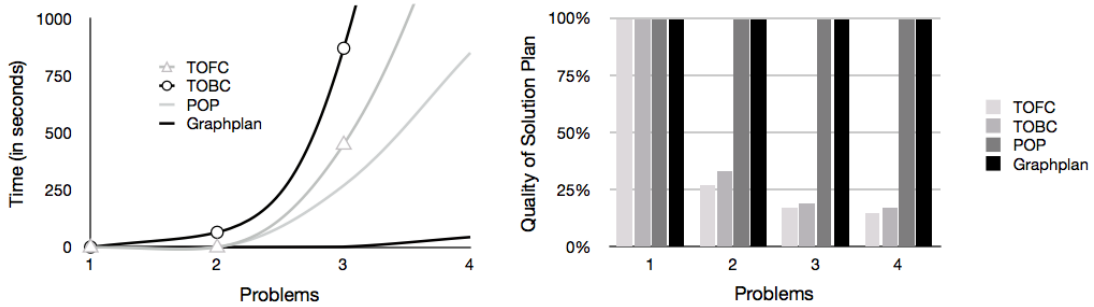 1000
750
500
250
0
Time (in seconds)
TOFC
TOBC
POP
Graphplan
1 2 3 4
Problems
100%
75%
50%
25%
0%
Quality of Solution Plan
1 2 3 4
Problems
TOFC
TOBC
POP
Graphplan